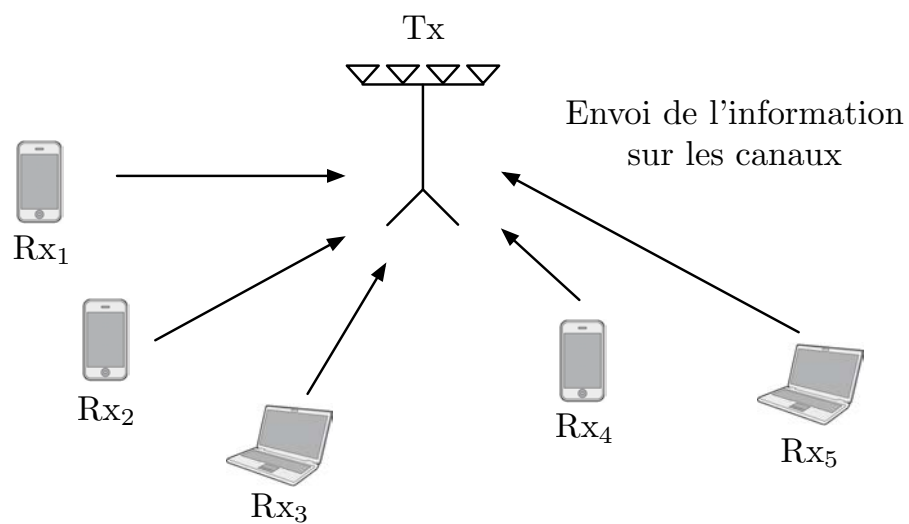 Tx
Envoi de l'information
sur les canaux
Rx₁
Rx₂
Rx₃
Rx₄
Rx₅